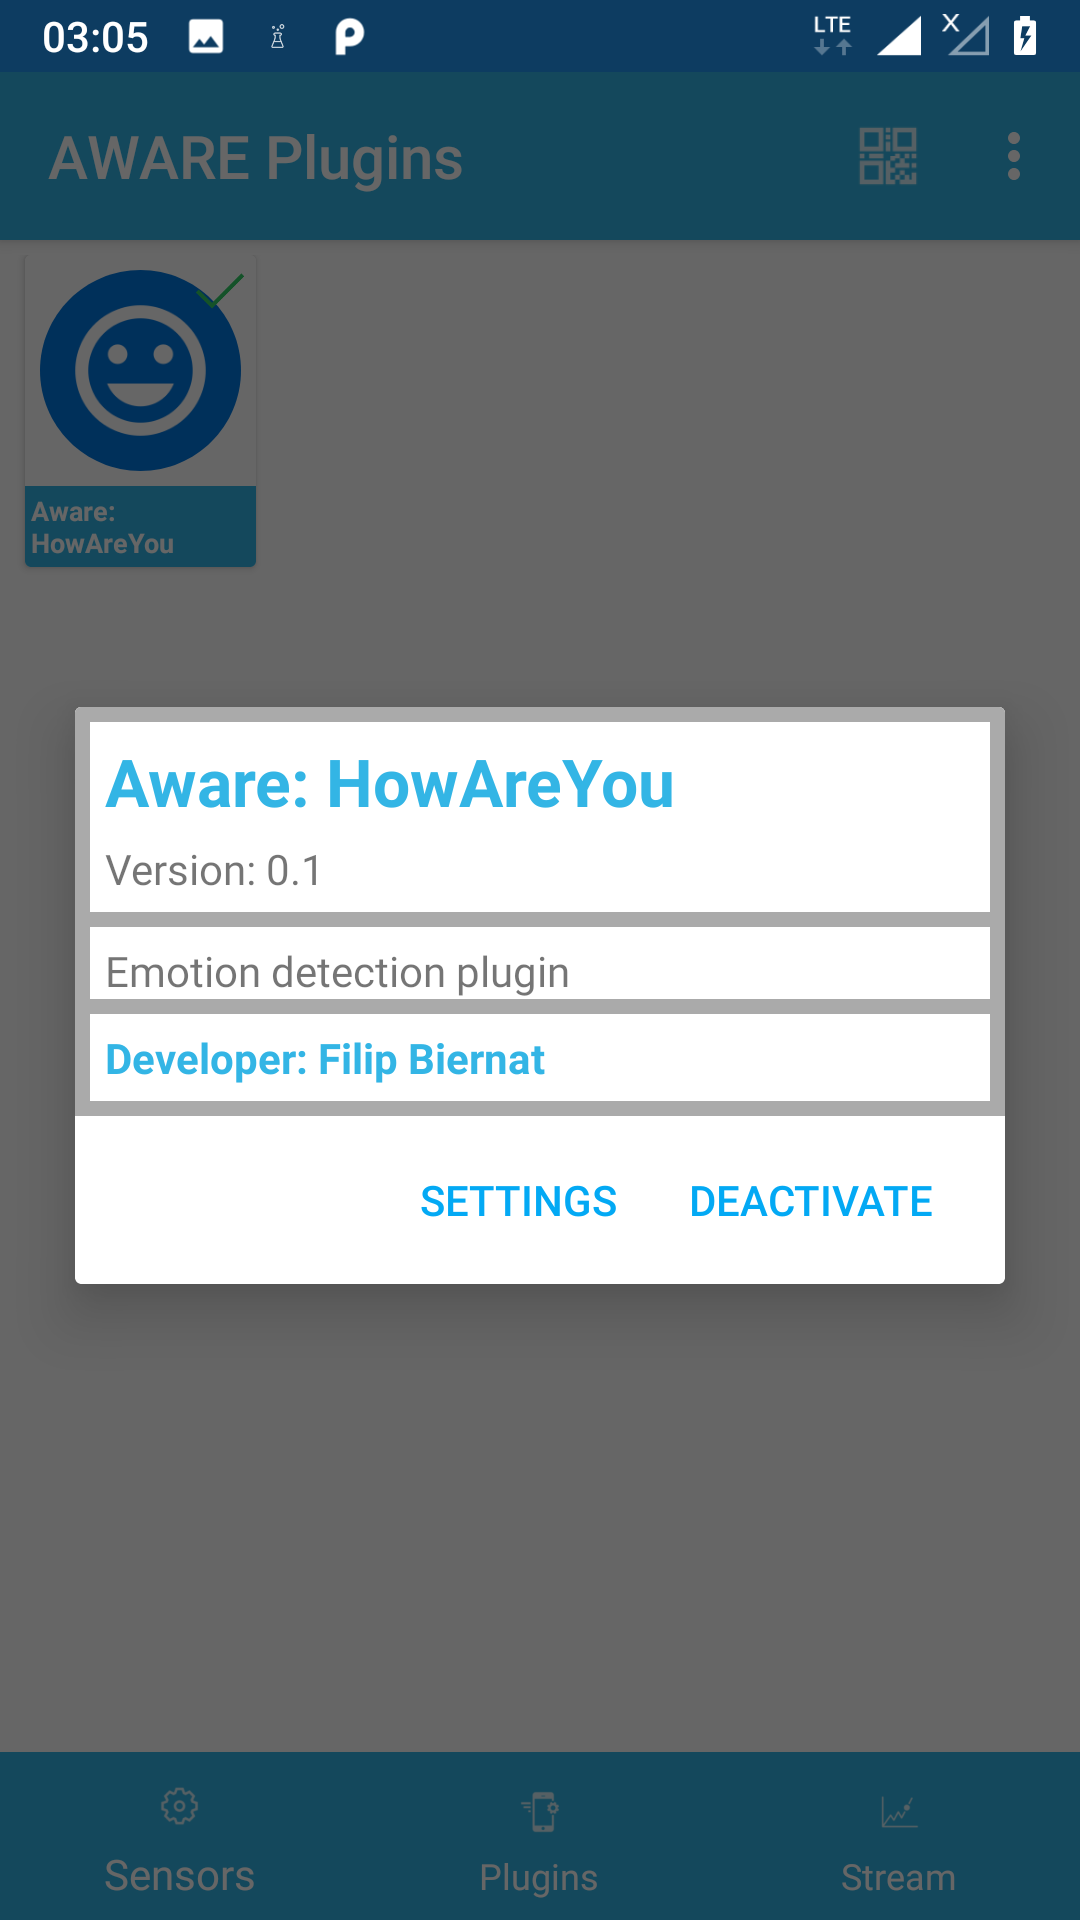 03:05
LTE
X
AWARE Plugins
Aware:
HowAreYou
Aware: HowAreYou
Version: 0.1
Emotion detection plugin
Developer: Filip Biernat
SETTINGS DEACTIVATE
Sensors Plugins Stream